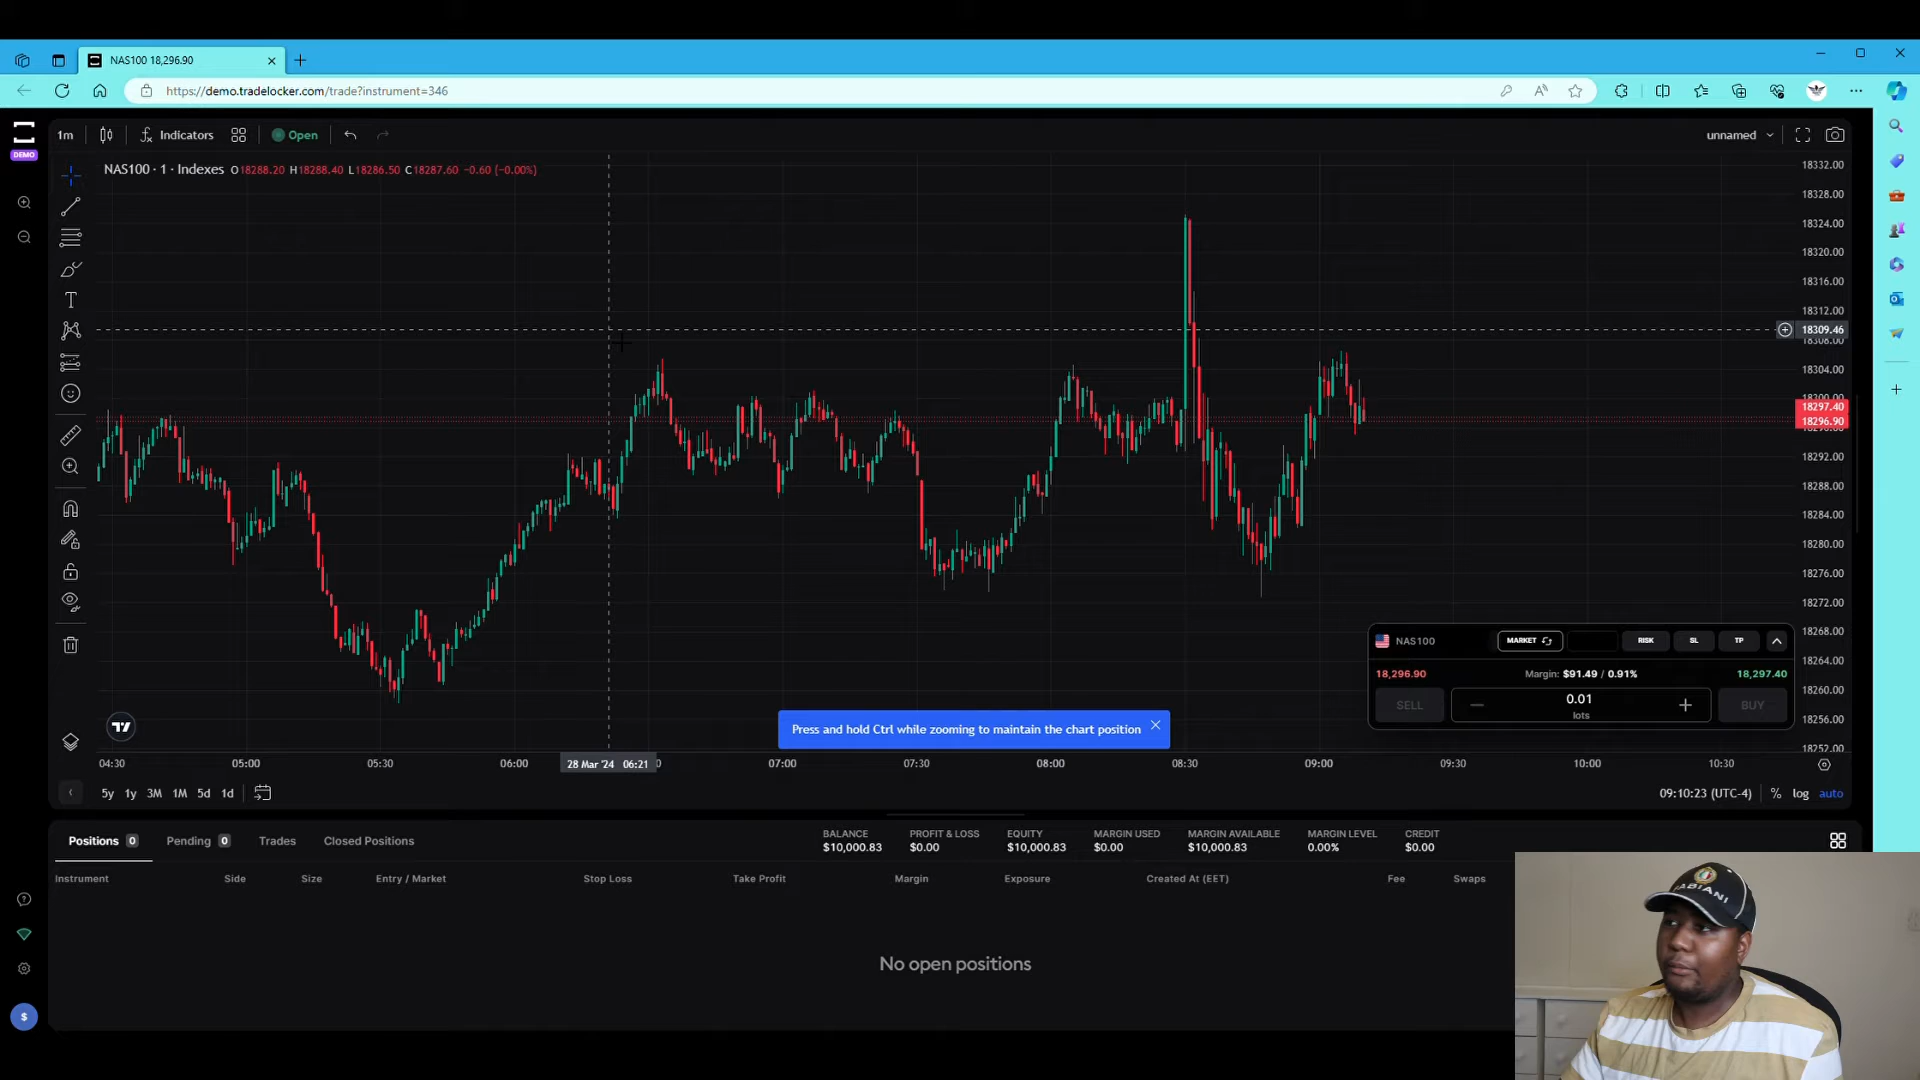 NAS100 18,296.90
https://demo.tradelocker.com/trade?instrument=346
1m
Indicators
Open
unnamed
DEMO
NAS100 · 1 · Indexes O18288.20 H18288.40 L18286.50 C18287.60 -0.60 (-0.00%)
18332.00
18328.00
18324.00
18320.00
18316.00
18312.00
18309.46
18308.00
18304.00
18300.00
18297.40
18296.90
18292.00
18288.00
18284.00
18280.00
18276.00
18272.00
18268.00
18264.00
18260.00
18256.00
18252.00
NAS100 MARKET RISK SL TP
18,296.90 Margin: $91.49 / 0.91% 18,297.40
SELL 0.01 BUY
lots
Press and hold Ctrl while zooming to maintain the chart position
04:30 05:00 05:30 06:00 28 Mar '24 06:21 07:00 07:30 08:00 08:30 09:00 09:30 10:00 10:30
5y 1y 3M 1M 5d 1d
09:10:23 (UTC-4) % log auto
Positions 0 Pending 0 Trades Closed Positions
BALANCE PROFIT & LOSS EQUITY MARGIN USED MARGIN AVAILABLE MARGIN LEVEL CREDIT
$10,000.83 $0.00 $10,000.83 $0.00 $10,000.83 0.00% $0.00
Instrument Side Size Entry / Market Stop Loss Take Profit Margin Exposure Created At (EET) Fee Swaps
No open positions
$